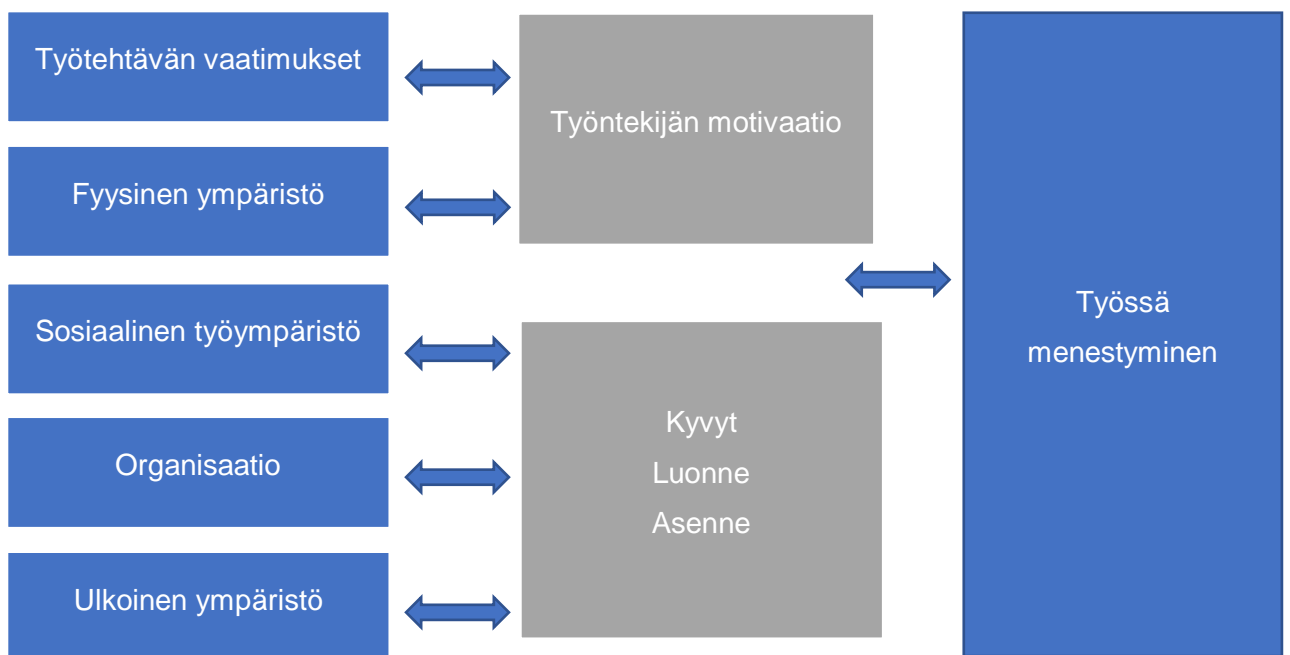 Työtehtävän vaatimukset
Fyysinen ympäristö
Sosiaalinen työympäristö
Organisaatio
Ulkoinen ympäristö
Työntekijän motivaatio
Kyvyt
Luonne
Asenne
Työssä
menestyminen